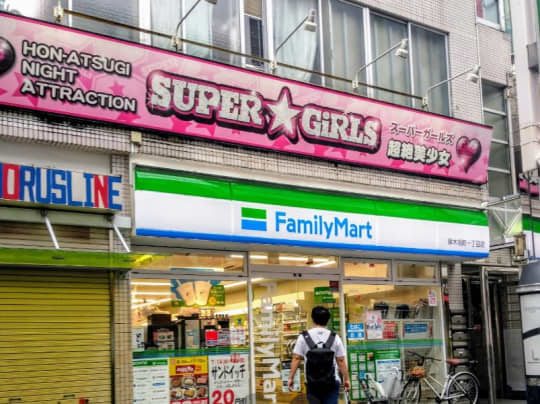 HON-ATSUGI
NIGHT
ATTRACTION
SUPER★GiRLS
スーパーガールズ
超絶美少女
ORUSLINE
FamilyMart
FamilyMart
サンドイッチ
20